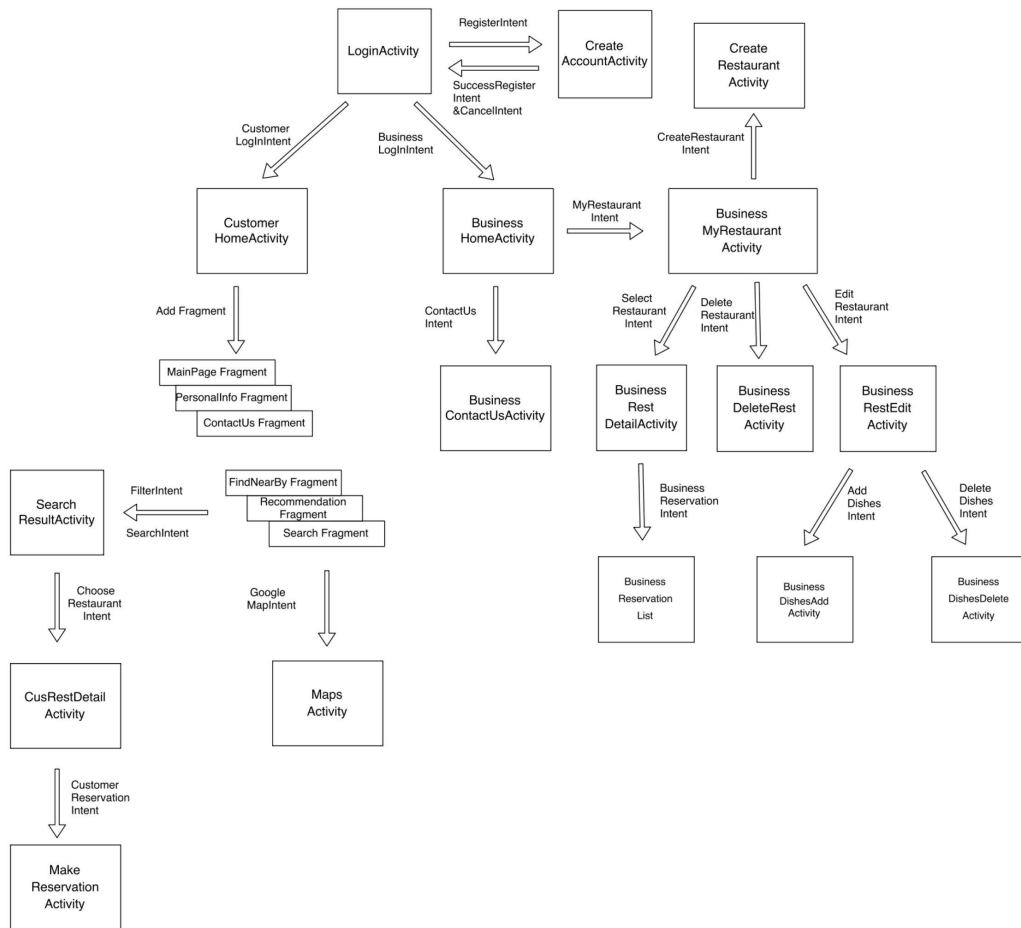 RegisterIntent
LoginActivity
Create
AccountActivity
SuccessRegister
Intent
&CancelIntent
Create
Restaurant
Activity
Customer
LogInIntent
Business
LogInIntent
CreateRestaurant
Intent
Customer
HomeActivity
Business
HomeActivity
MyRestaurant
Intent
Business
MyRestaurant
Activity
Add Fragment
ContactUs
Intent
Select
Restaurant
Intent
Delete
Restaurant
Intent
Edit
Restaurant
Intent
MainPage Fragment
PersonalInfo Fragment
ContactUs Fragment
Business
ContactUsActivity
Business
Rest
DetailActivity
Business
DeleteRest
Activity
Business
RestEdit
Activity
Search
ResultActivity
FilterIntent
SearchIntent
FindNearBy Fragment
Recommendation
Fragment
Search Fragment
Business
Reservation
Intent
Add
Dishes
Intent
Delete
Dishes
Intent
Choose
Restaurant
Intent
Google
MapIntent
Business
Reservation
List
Business
DishesAdd
Activity
Business
DishesDelete
Activity
CusRestDetail
Activity
Maps
Activity
Customer
Reservation
Intent
Make
Reservation
Activity